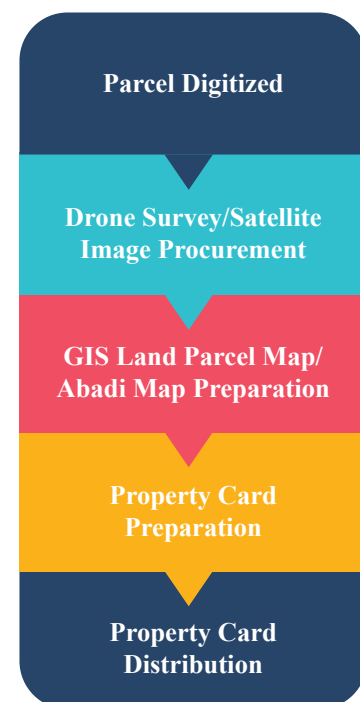 Parcel Digitized
Drone Survey/Satellite
Image Procurement
GIS Land Parcel Map/
Abadi Map Preparation
Property Card
Preparation
Property Card
Distribution